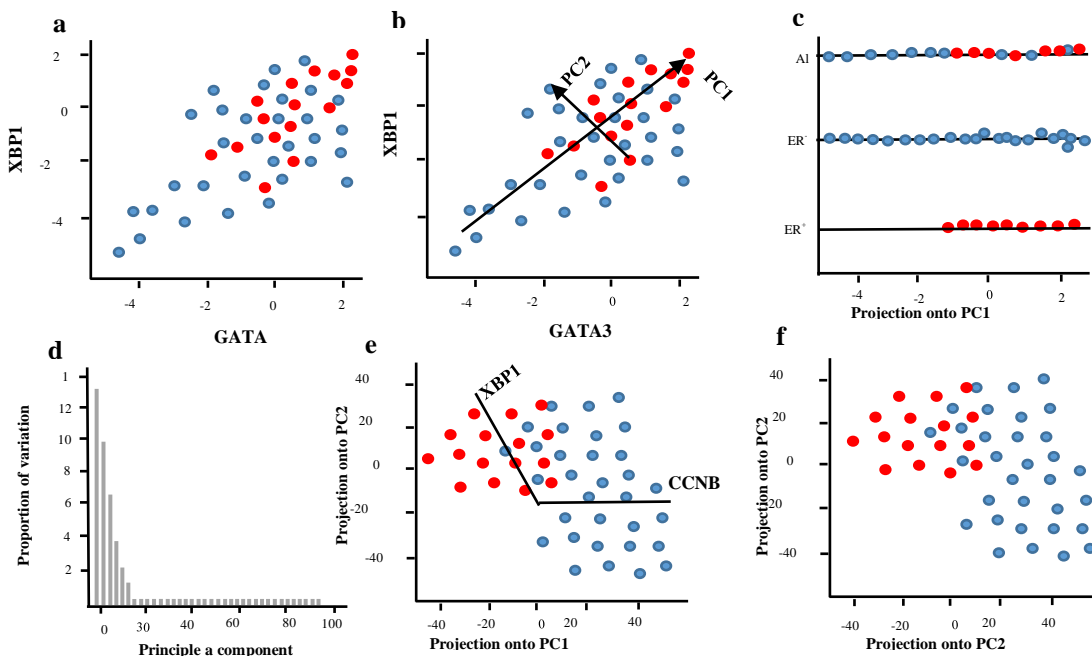 a
XBP1
2
0
-2
-4
-4
-2
0
2
GATA
b
XBP1
PC2
PC1
-4
-2
0
2
GATA3
c
Al
ER-
ER+
-4
-2
0
2
Projection onto PC1
d
Proportion of variation
1
12
10
8
4
2
0
30
40
60
80
100
Principle a component
e
Projection onto PC2
40
20
0
-20
-40
XBP1
CCNB
-40
-20
0
20
40
Projection onto PC1
f
Projection onto PC2
40
20
0
-20
-40
-40
-20
0
20
40
Projection onto PC2